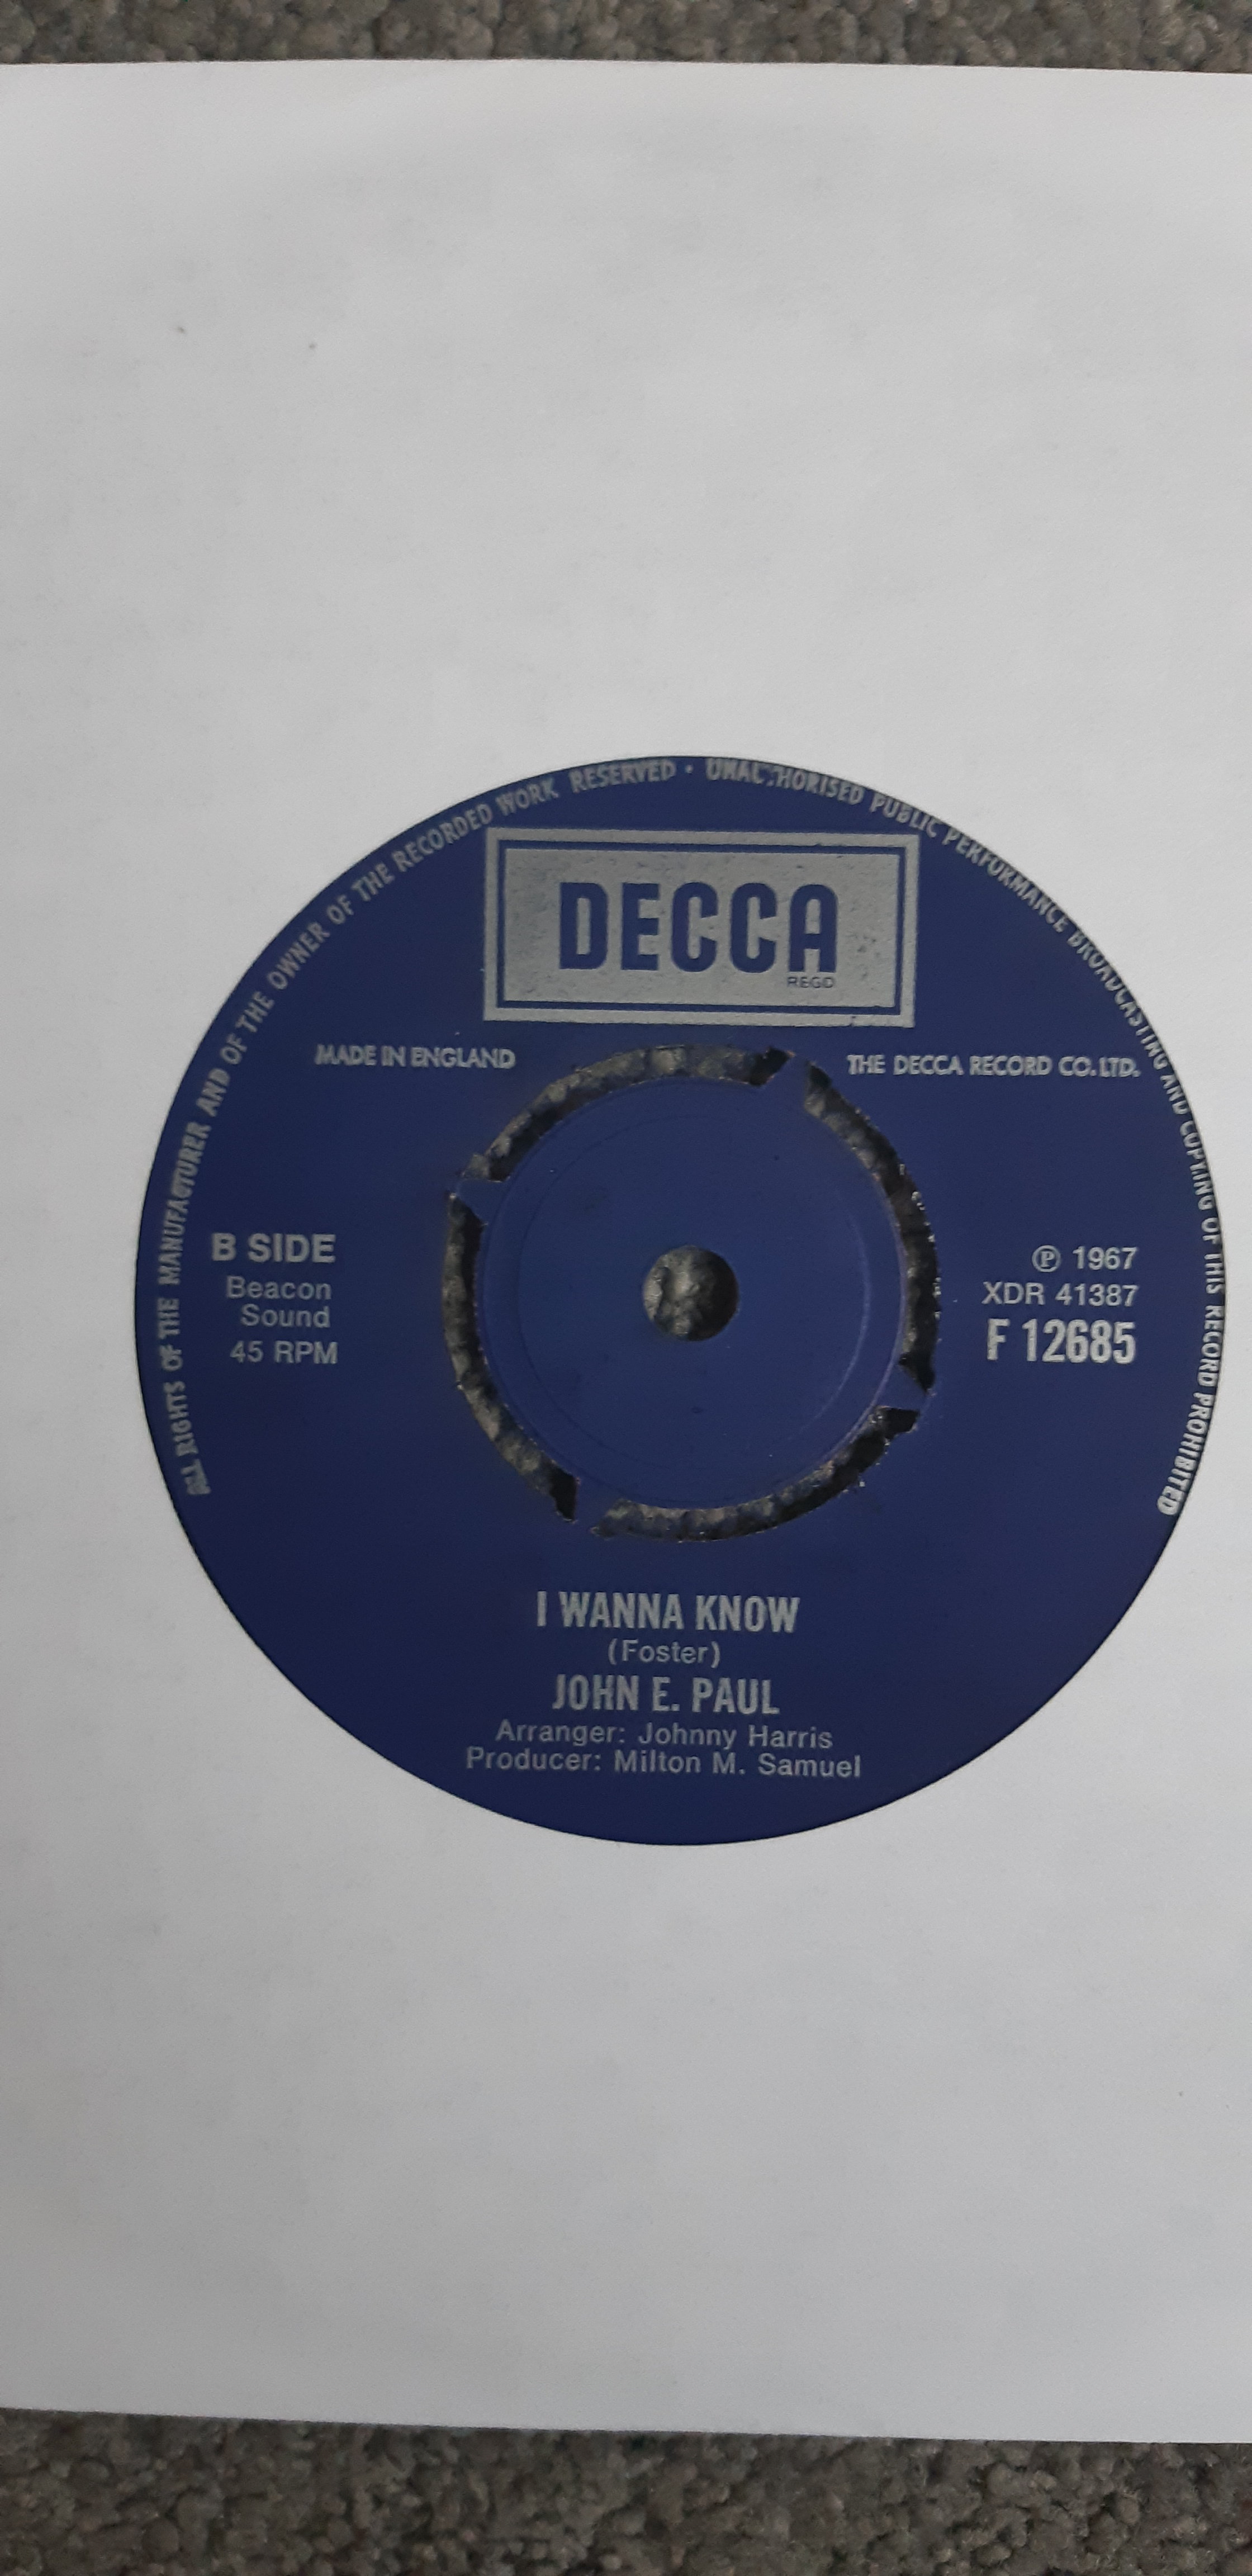 ALL RIGHTS OF THE MANUFACTURER AND OF THE OWNER OF THE RECORDED WORK RESERVED • UNAUTHORISED PUBLIC PERFORMANCE BROADCASTING AND COPYING OF THIS RECORD PROHIBITED
DECCA
REGD
MADE IN ENGLAND
THE DECCA RECORD CO. LTD.
B SIDE
Beacon
Sound
45 RPM
℗ 1967
XDR 41387
F 12685
I WANNA KNOW
(Foster)
JOHN E. PAUL
Arranger: Johnny Harris
Producer: Milton M. Samuel